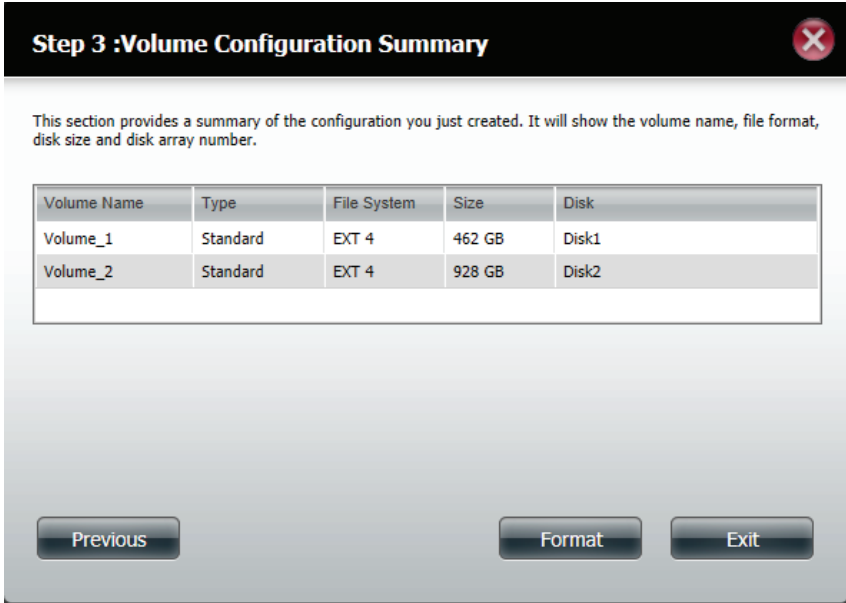 Step 3 :Volume Configuration Summary
This section provides a summary of the configuration you just created. It will show the volume name, file format,
disk size and disk array number.
Volume Name Type File System Size Disk
Volume_1 Standard EXT 4 462 GB Disk1
Volume_2 Standard EXT 4 928 GB Disk2
Previous Format Exit